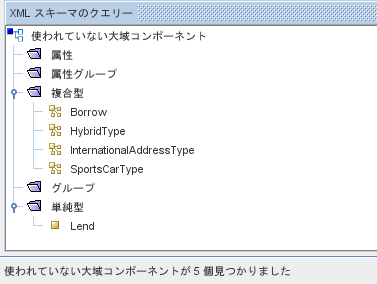 XML スキーマのクエリー
使われていない大域コンポーネント
属性
属性グループ
複合型
Borrow
HybridType
InternationalAddressType
SportsCarType
グループ
単純型
Lend
使われていない大域コンポーネントが 5 個見つかりました